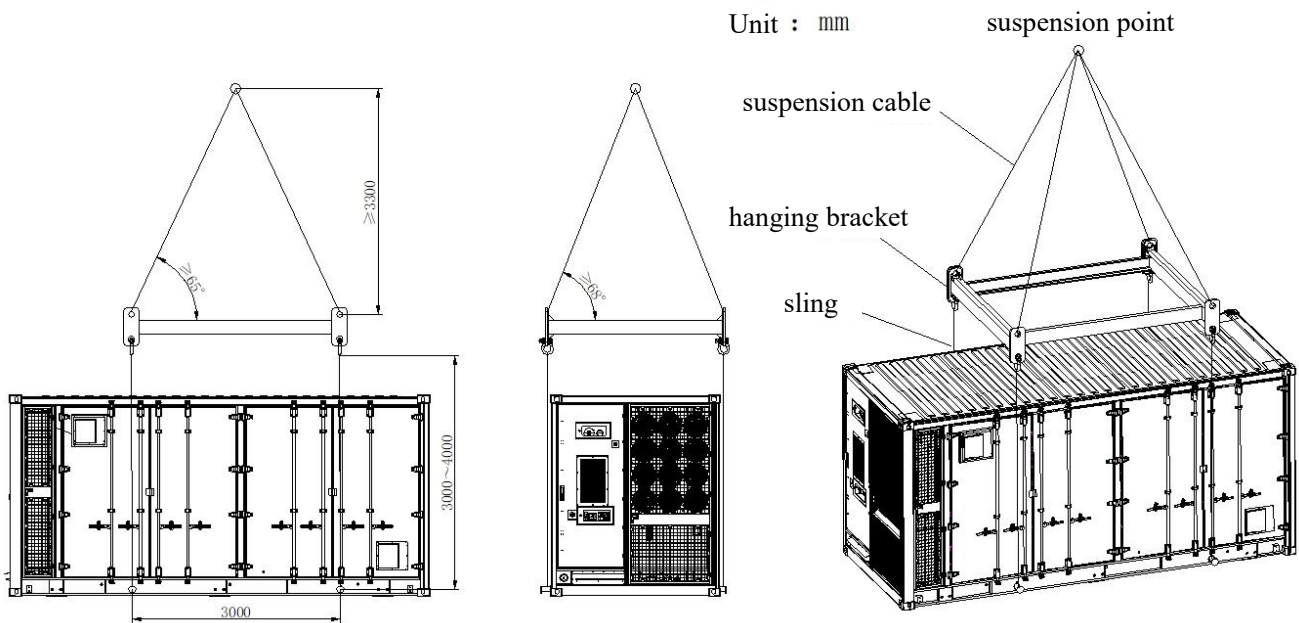 Unit : mm
suspension point
suspension cable
hanging bracket
sling
≥3300
≥65°
3000~4000
3000
≥68°